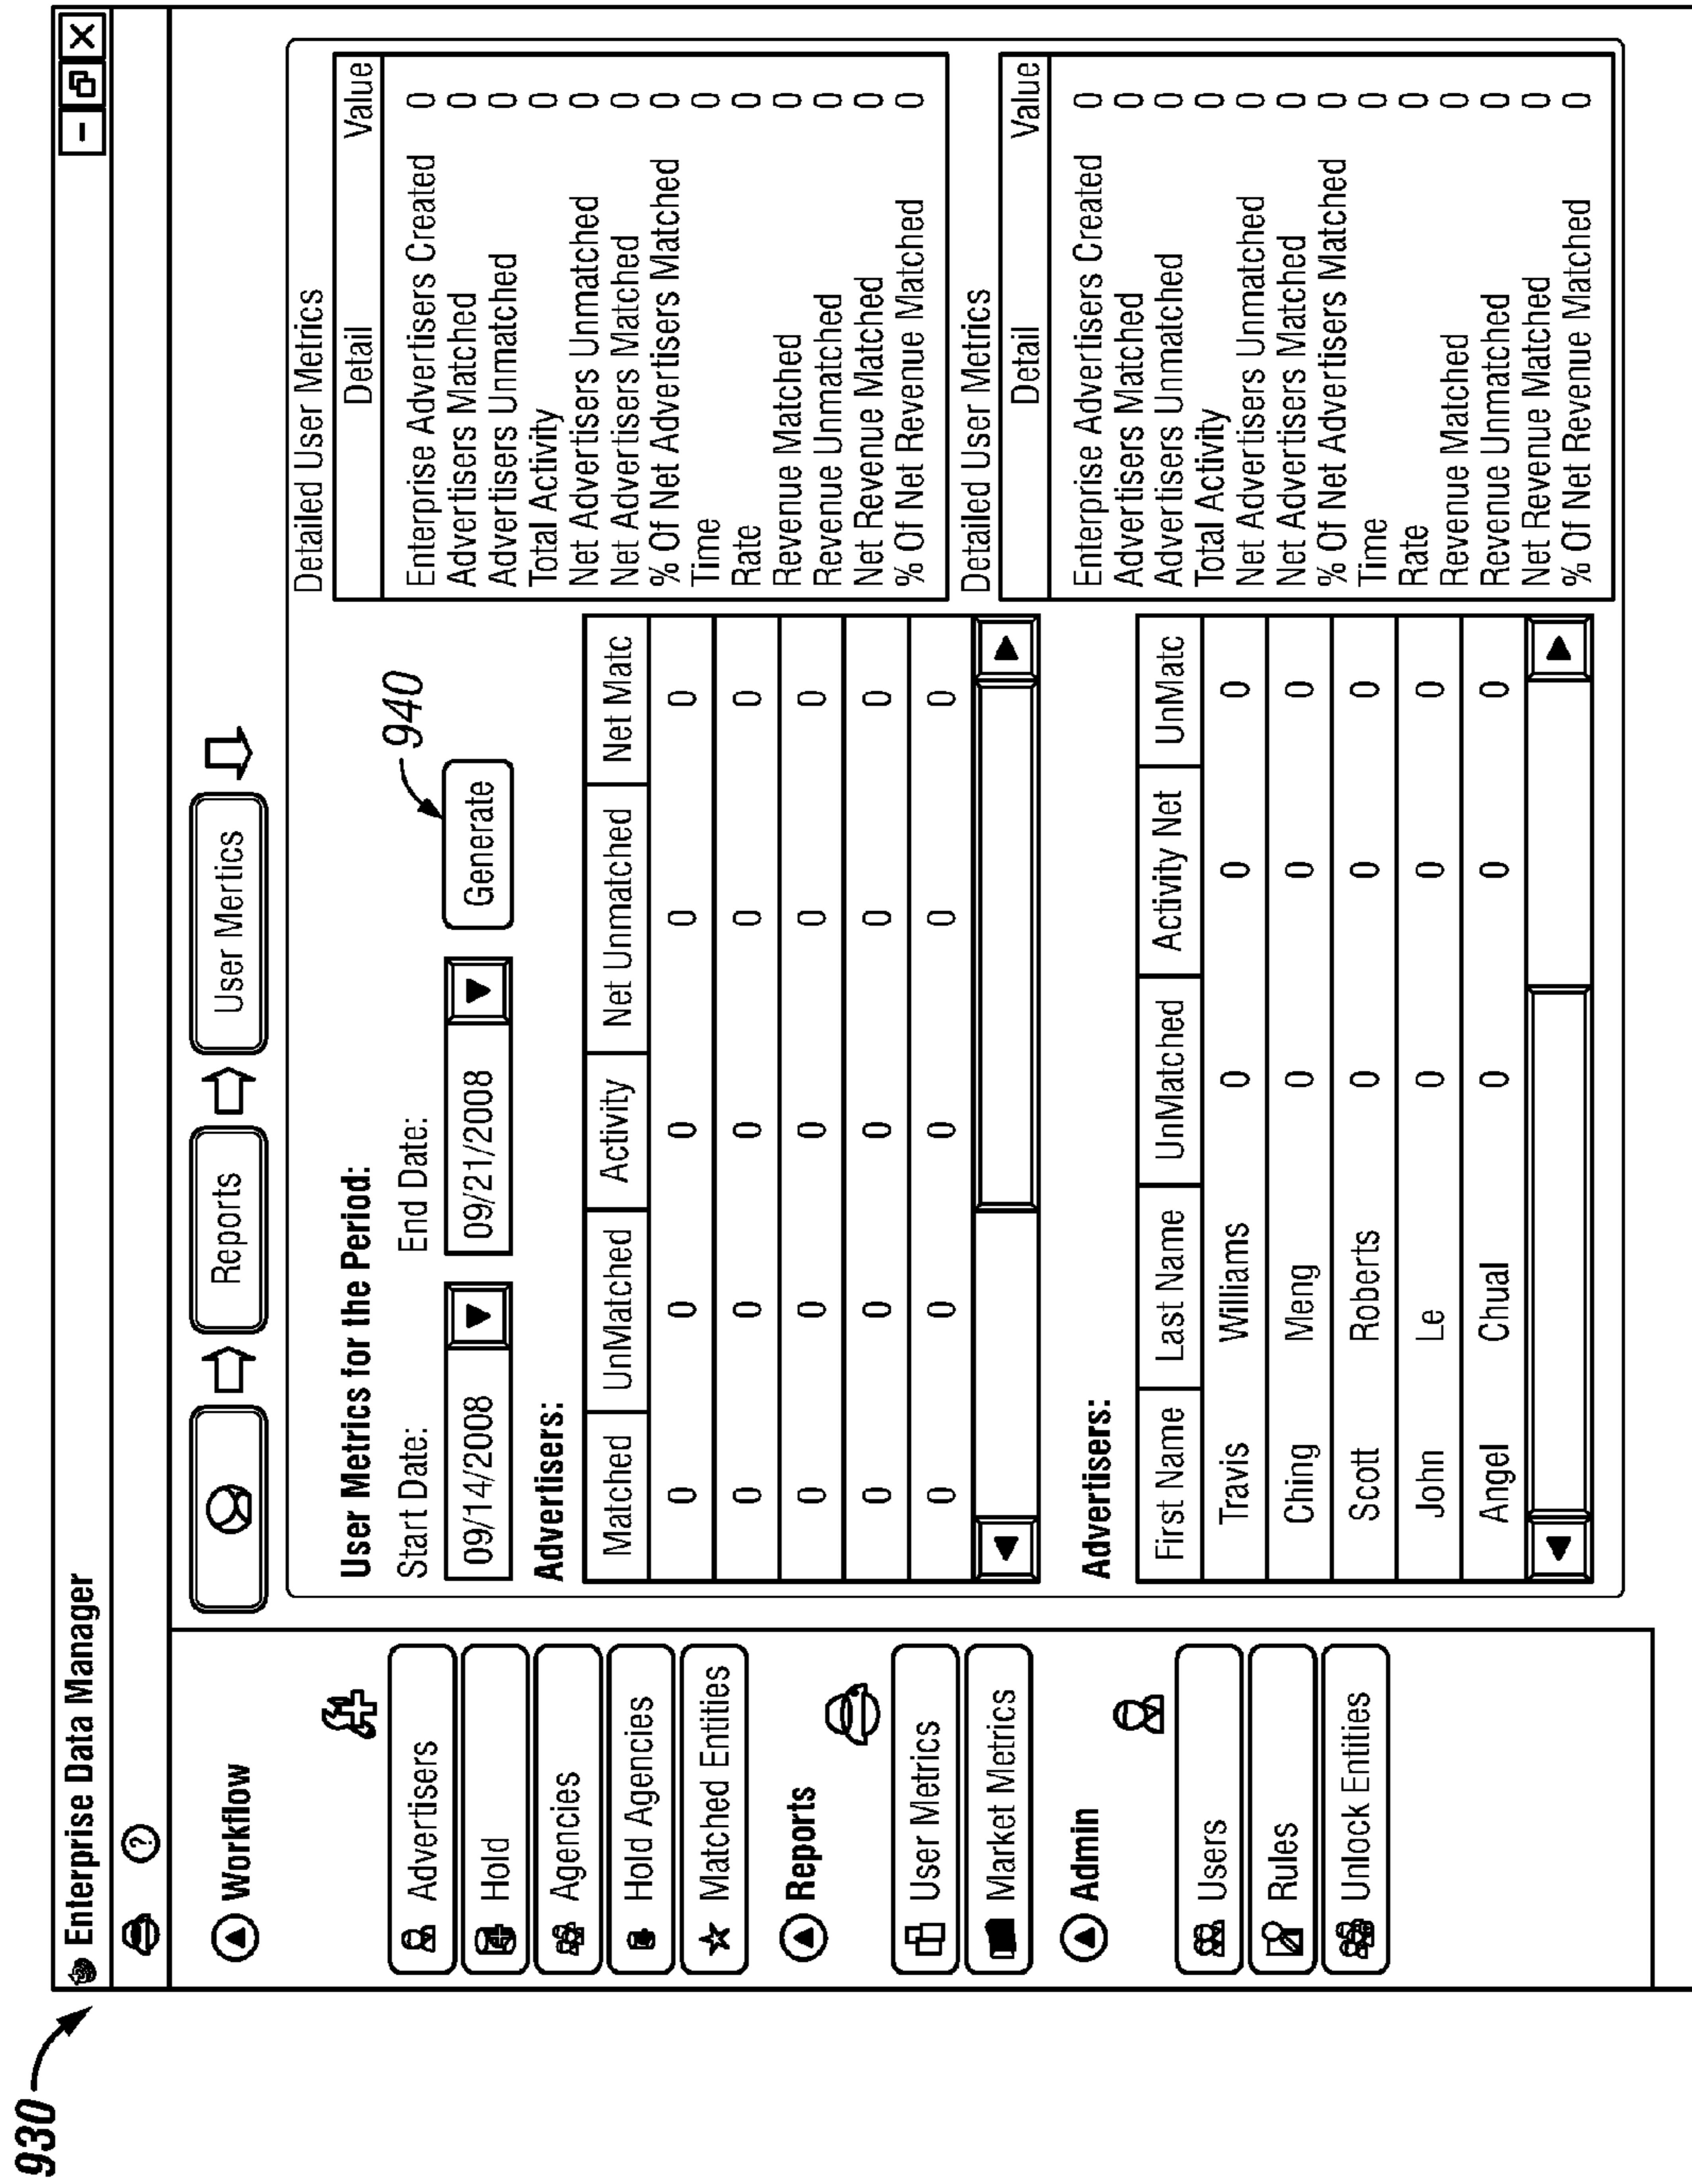 930
Enterprise Data Manager
?
Workflow
Advertisers
Hold
Agencies
Hold Agencies
Matched Entities
Reports
User Metrics
Market Metrics
Admin
Users
Rules
Unlock Entities
Reports
User Mertics
User Metrics for the Period:
Start Date: End Date:
09/14/2008 09/21/2008 Generate
940
Advertisers:
Matched UnMatched Activity Net Unmatched Net Matc
0 0 0 0 0
0 0 0 0 0
0 0 0 0 0
0 0 0 0 0
0 0 0 0 0
Advertisers:
First Name Last Name UnMatched Activity Net UnMatc
Travis Williams 0 0 0
Ching Meng 0 0 0
Scott Roberts 0 0 0
John Le 0 0 0
Angel Chual 0 0 0
Detailed User Metrics
Detail Value
Enterprise Advertisers Created 0
Advertisers Matched 0
Advertisers Unmatched 0
Total Activity 0
Net Advertisers Unmatched 0
Net Advertisers Matched 0
% Of Net Advertisers Matched 0
Time 0
Rate 0
Revenue Matched 0
Revenue Unmatched 0
Net Revenue Matched 0
% Of Net Revenue Matched 0
Detailed User Metrics
Detail Value
Enterprise Advertisers Created 0
Advertisers Matched 0
Advertisers Unmatched 0
Total Activity 0
Net Advertisers Unmatched 0
Net Advertisers Matched 0
% Of Net Advertisers Matched 0
Time 0
Rate 0
Revenue Matched 0
Revenue Unmatched 0
Net Revenue Matched 0
% Of Net Revenue Matched 0